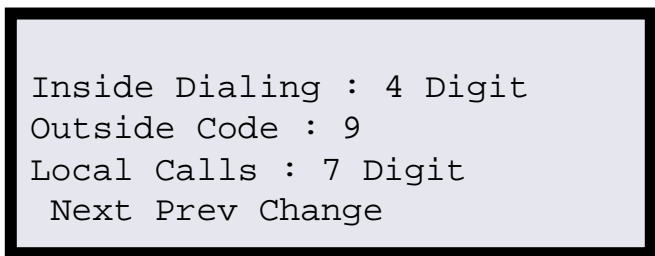 Inside Dialing : 4 Digit
Outside Code : 9
Local Calls : 7 Digit
Next Prev Change